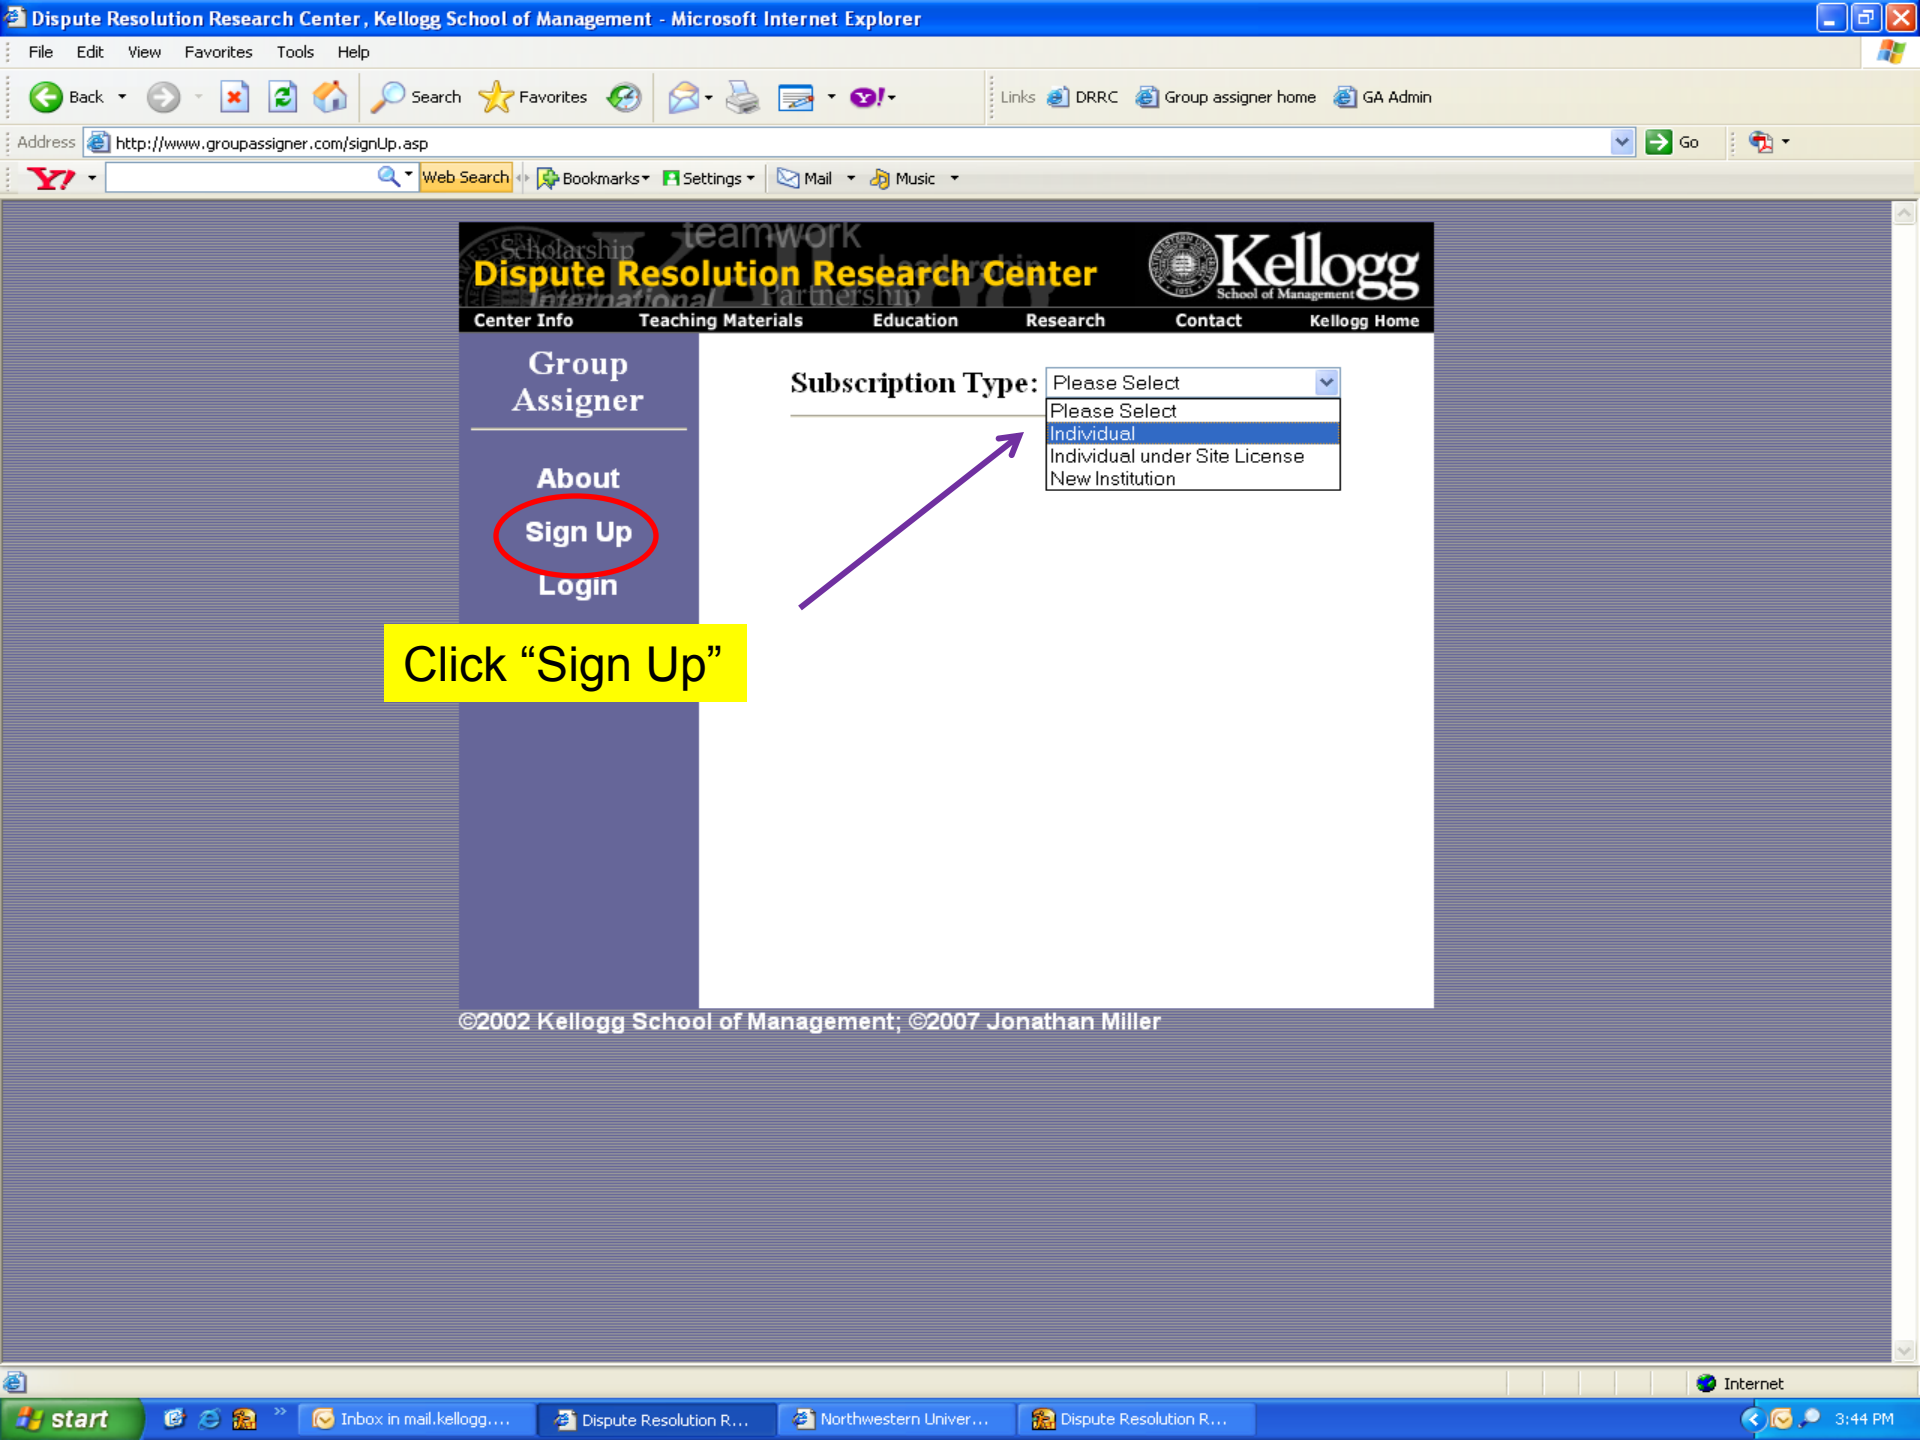 Dispute Resolution Research Center, Kellogg School of Management - Microsoft Internet Explorer
File Edit View Favorites Tools Help
Back Search Favorites Links DRRC Group assigner home GA Admin
Address http://www.groupassigner.com/signUp.asp Go
Y! Web Search Bookmarks Settings Mail Music
teamwork
Scholarship
Leadership
Dispute Resolution Research Center
Kellogg
School of Management
International
Partnership
Center Info Teaching Materials Education Research Contact Kellogg Home
Group
Assigner
Subscription Type: Please Select
Please Select
Individual
Individual under Site License
New Institution
About
Sign Up
Login
Click “Sign Up”
©2002 Kellogg School of Management; ©2007 Jonathan Miller
Internet
start Inbox in mail.kellogg.... Dispute Resolution R... Northwestern Univer... Dispute Resolution R... 3:44 PM